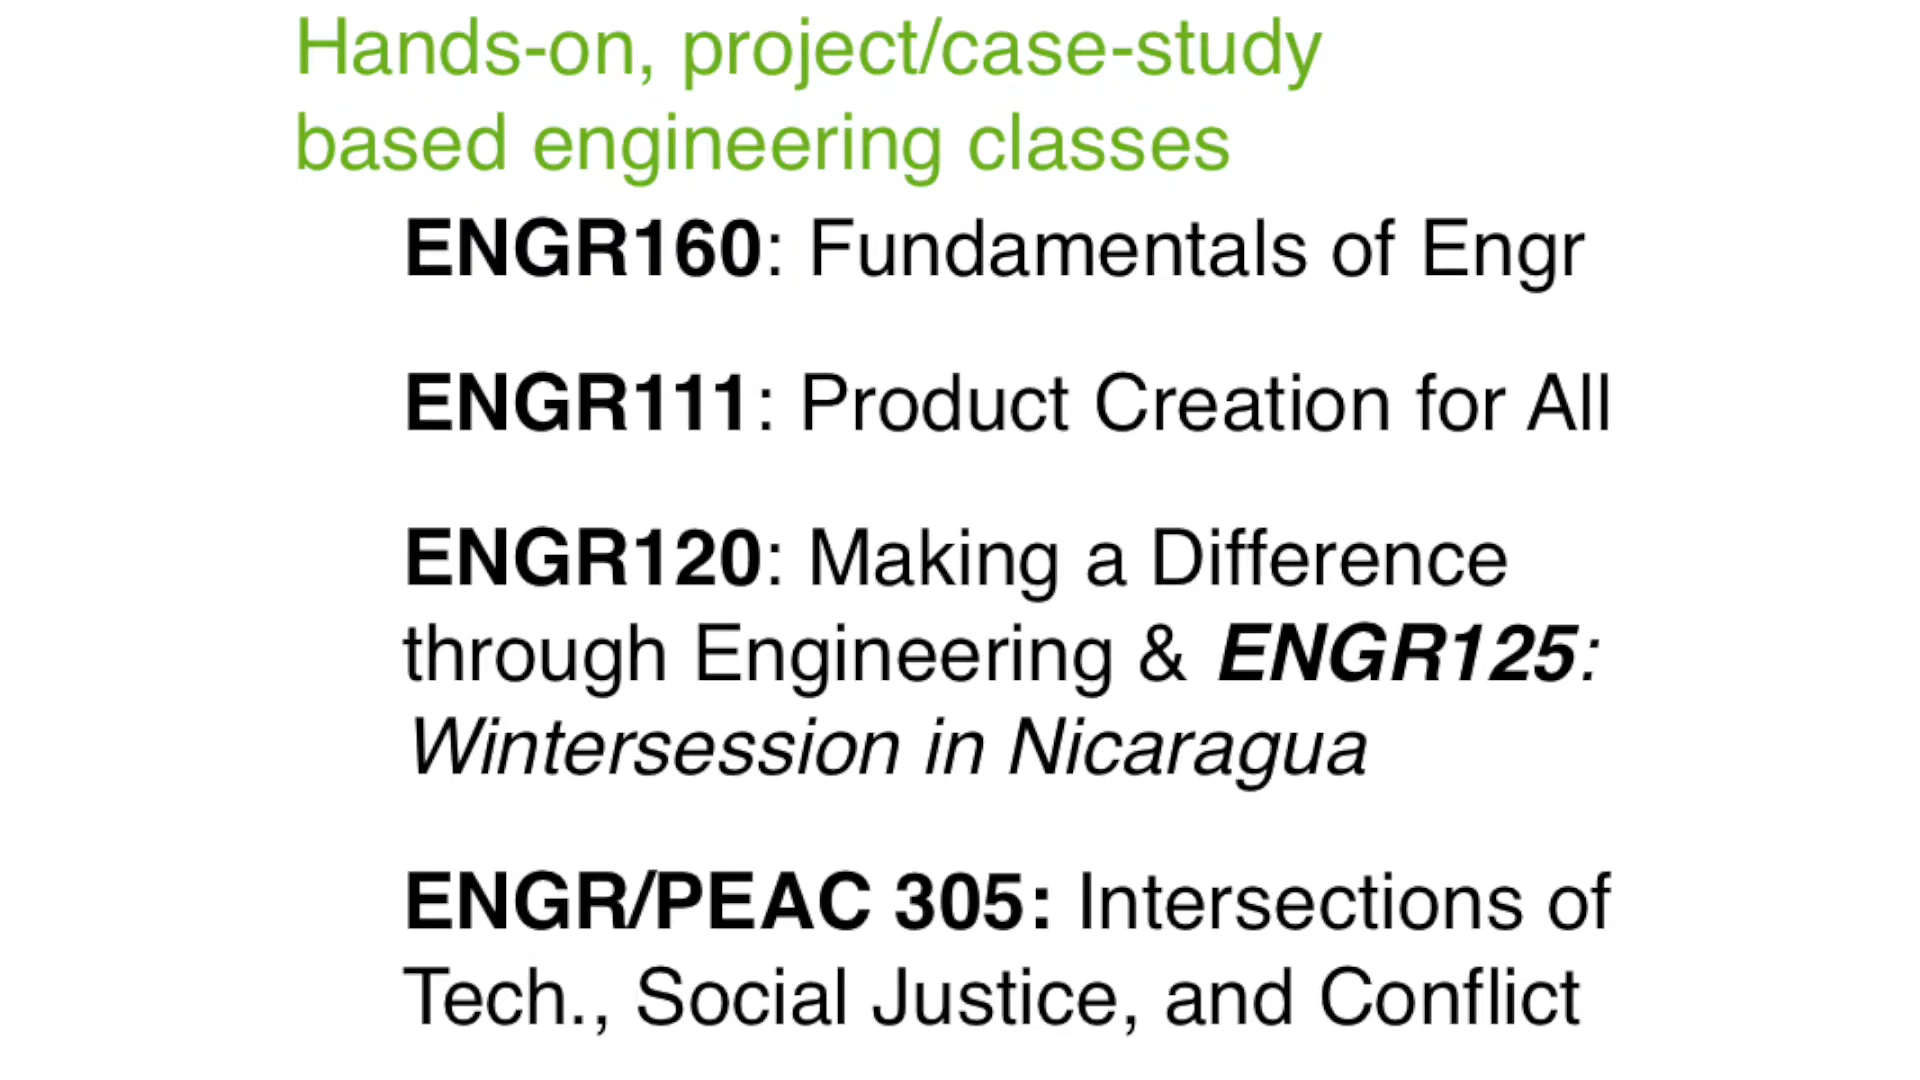 Hands-on, project/case-study
based engineering classes
ENGR160: Fundamentals of Engr
ENGR111: Product Creation for All
ENGR120: Making a Difference
through Engineering & ENGR125:
Wintersession in Nicaragua
ENGR/PEAC 305: Intersections of
Tech., Social Justice, and Conflict